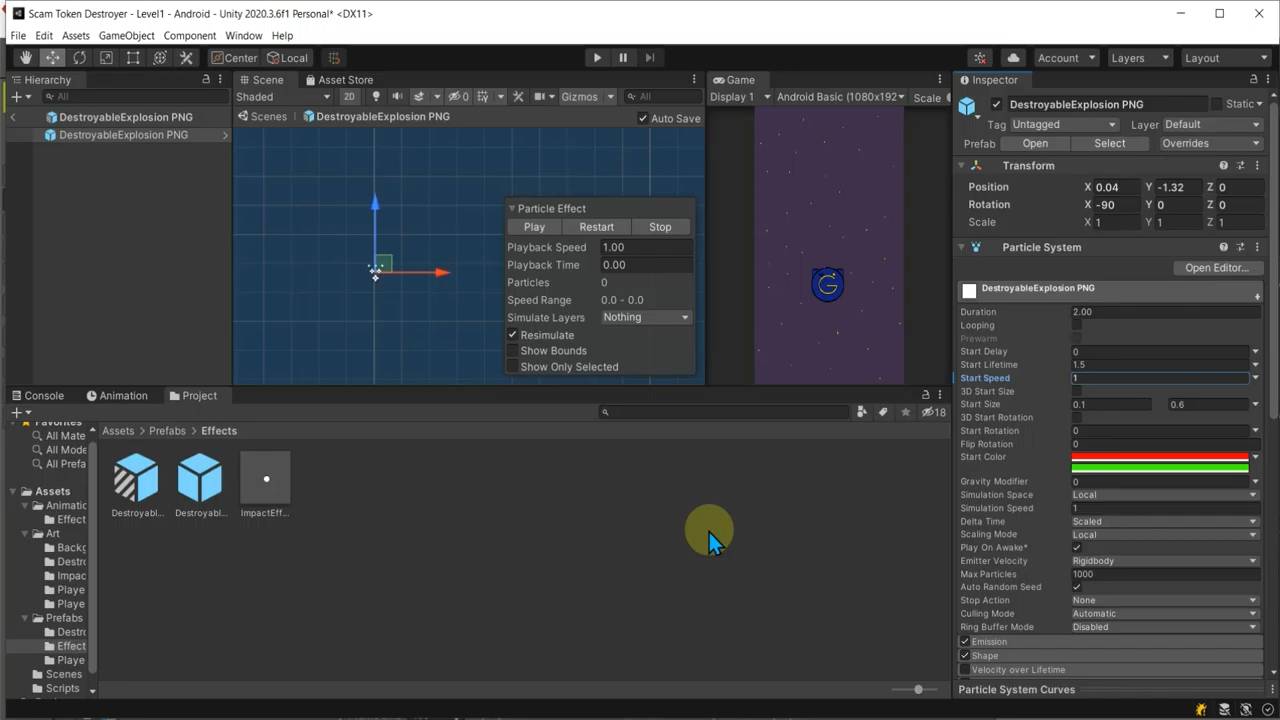 Scam Token Destroyer - Level1 - Android - Unity 2020.3.6f1 Personal* <DX11>
File Edit Assets GameObject Component Window Help
Center Local Account Layers Layout
Hierarchy Scene Asset Store Game Inspector
All Shaded 2D 0 Gizmos All Display 1 Android Basic (1080x192 Scale
DestroyableExplosion PNG Static
DestroyableExplosion PNG Scenes DestroyableExplosion PNG Auto Save
Tag Untagged Layer Default
DestroyableExplosion PNG
Prefab Open Select Overrides
Transform
Position X 0.04 Y -1.32 Z 0
Rotation X -90 Y 0 Z 0
Scale X 1 Y 1 Z 1
Particle Effect
Play Restart Stop
Playback Speed 1.00
Playback Time 0.00
Particles 0
Speed Range 0.0 - 0.0
Simulate Layers Nothing
Resimulate
Show Bounds
Show Only Selected
Particle System
Open Editor...
DestroyableExplosion PNG
Duration 2.00
Looping
Prewarm
Start Delay 0
Start Lifetime 1.5
Start Speed 1
3D Start Size
Start Size 0.1 0.6
3D Start Rotation
Start Rotation 0
Flip Rotation 0
Start Color
Gravity Modifier 0
Simulation Space Local
Simulation Speed 1
Delta Time Scaled
Scaling Mode Local
Play On Awake*
Emitter Velocity Rigidbody
Max Particles 1000
Auto Random Seed
Stop Action None
Culling Mode Automatic
Ring Buffer Mode Disabled
Emission
Shape
Velocity over Lifetime
Particle System Curves
Console Animation Project
18
Favorites
All Mate
All Mode
All Prefa
Assets
Animatio
Effect
Art
Backg
Destro
Impac
Playe
Playe
Prefabs
Destro
Effect
Playe
Scenes
Scripts
Assets Prefabs Effects
Destroyabl... Destroyabl... ImpactEff...